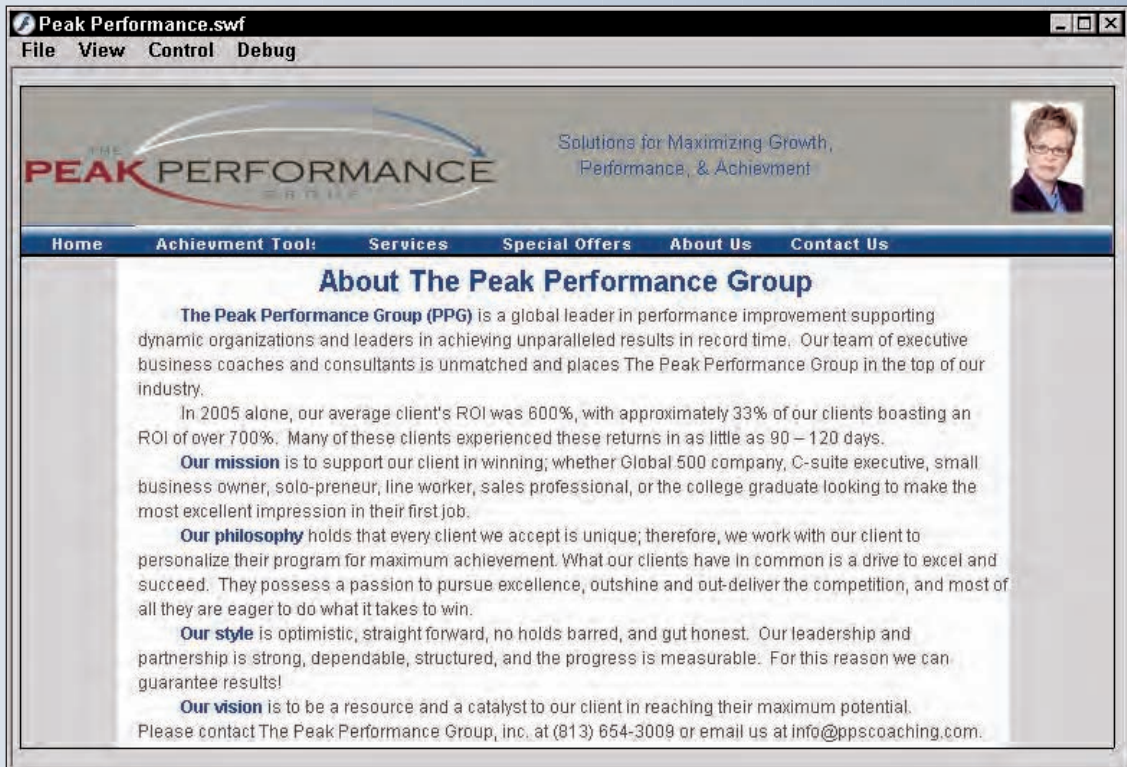 Peak Performance.swf
File View Control Debug
THE
PEAK PERFORMANCE
GROUP
Solutions for Maximizing Growth,
Performance, & Achievment
Home Achievment Tools Services Special Offers About Us Contact Us
About The Peak Performance Group
The Peak Performance Group (PPG) is a global leader in performance improvement supporting
dynamic organizations and leaders in achieving unparalleled results in record time. Our team of executive
business coaches and consultants is unmatched and places The Peak Performance Group in the top of our
industry.
In 2005 alone, our average client's ROI was 600%, with approximately 33% of our clients boasting an
ROI of over 700%. Many of these clients experienced these returns in as little as 90 – 120 days.
Our mission is to support our client in winning; whether Global 500 company, C-suite executive, small
business owner, solo-preneur, line worker, sales professional, or the college graduate looking to make the
most excellent impression in their first job.
Our philosophy holds that every client we accept is unique; therefore, we work with our client to
personalize their program for maximum achievement. What our clients have in common is a drive to excel and
succeed. They possess a passion to pursue excellence, outshine and out-deliver the competition, and most of
all they are eager to do what it takes to win.
Our style is optimistic, straight forward, no holds barred, and gut honest. Our leadership and
partnership is strong, dependable, structured, and the progress is measurable. For this reason we can
guarantee results!
Our vision is to be a resource and a catalyst to our client in reaching their maximum potential.
Please contact The Peak Performance Group, inc. at (813) 654-3009 or email us at info@ppscoaching.com.